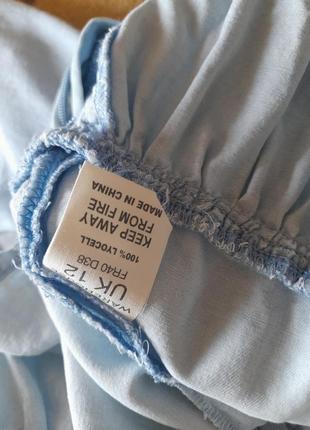 UK 12
FR40 D38
100% LYOCELL
KEEP AWAY
FROM FIRE
MADE IN CHINA